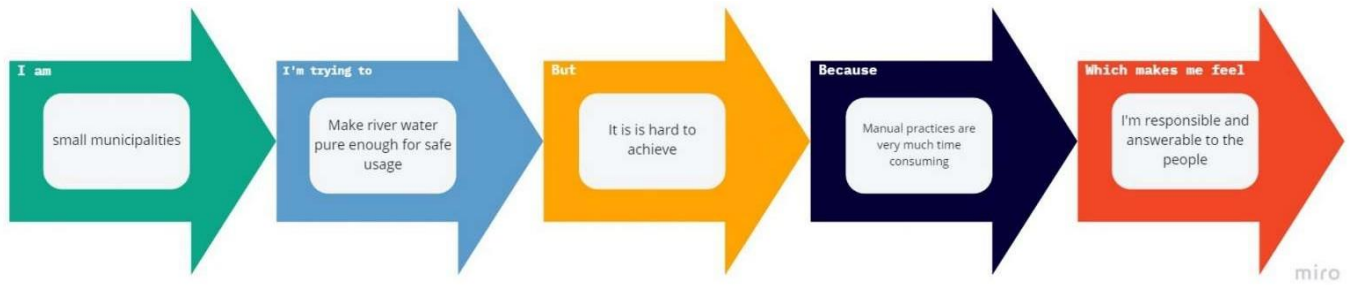 I am
small municipalities
I'm trying to
Make river water
pure enough for safe
usage
But
It is is hard to
achieve
Because
Manual practices are
very much time
consuming
Which makes me feel
I'm responsible and
answerable to the
people
miro